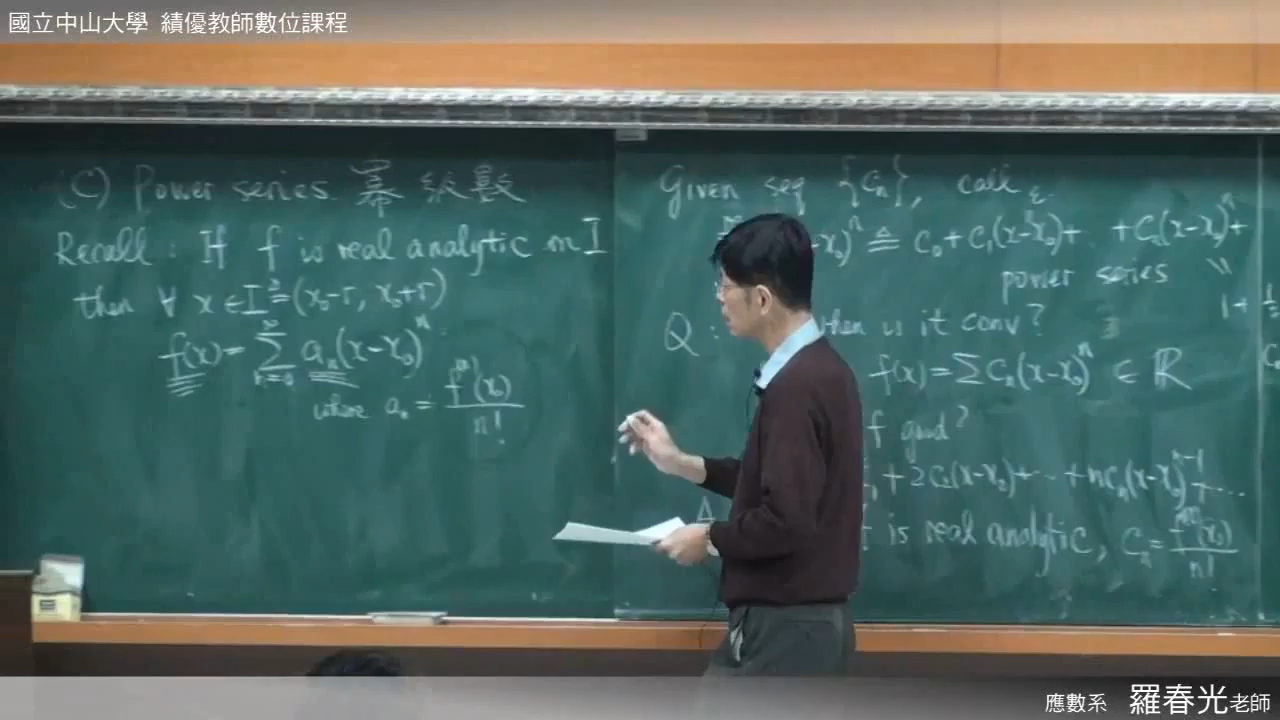 國立中山大學 績優教師數位課程
(C) Power series 冪級數
Recall : If f is real analytic on I
then ∀ x ∈ I = (x₀-r, x₀+r)
f(x) = ∑ aₙ(x-x₀)ⁿ
where aₙ = f⁽ⁿ⁾(x₀) / n!
Given seq {cₙ}, call
-x₀)ⁿ ≜ c₀+c₁(x-x₀)+ +cₙ(x-x₀)ⁿ+
power series
1+
Q : then is it conv?
f(x) = ∑ cₙ(x-x₀)ⁿ ∈ ℝ
f good?
+2c₂(x-x₀)+⋯+ncₙ(x-x₀)ⁿ⁻¹+⋯
is real analytic, cₙ = f⁽ⁿ⁾(x₀) / n!
應數系 羅春光老師